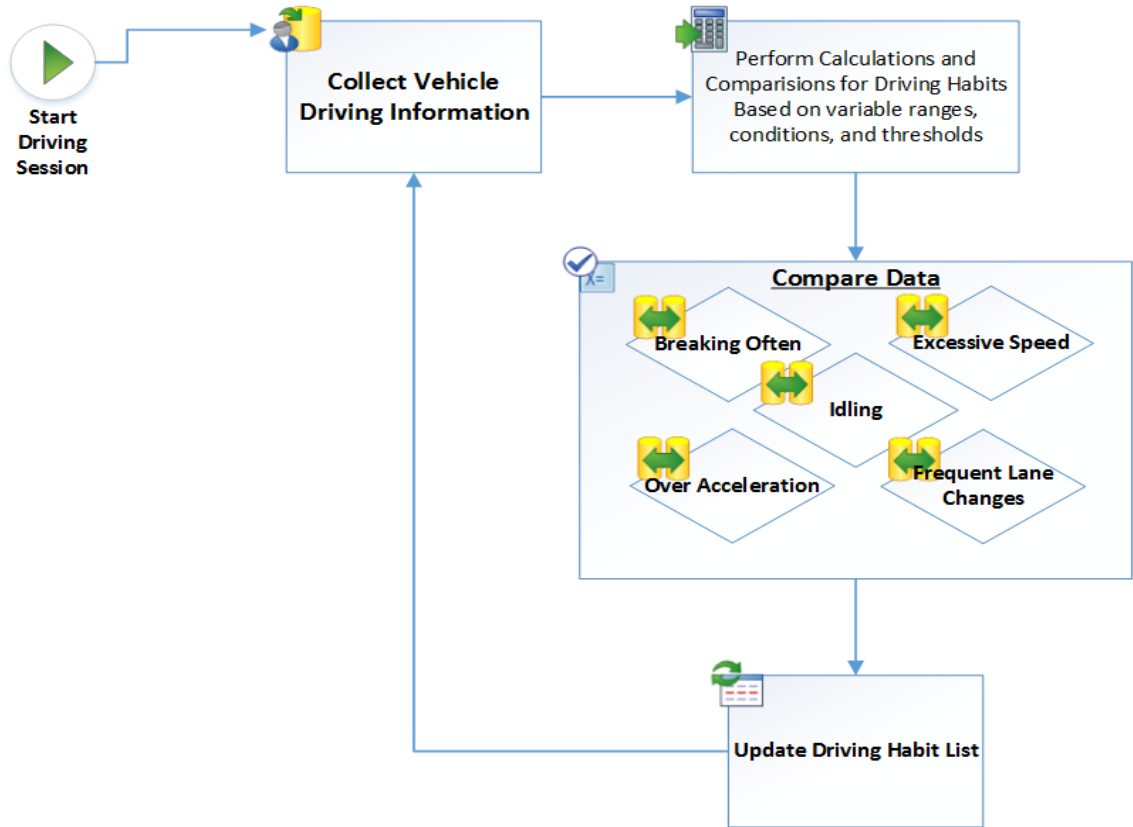 Start
Driving
Session
Collect Vehicle
Driving Information
Perform Calculations and
Comparisions for Driving Habits
Based on variable ranges,
conditions, and thresholds
X=
Compare Data
Breaking Often
Excessive Speed
Idling
Over Acceleration
Frequent Lane
Changes
Update Driving Habit List